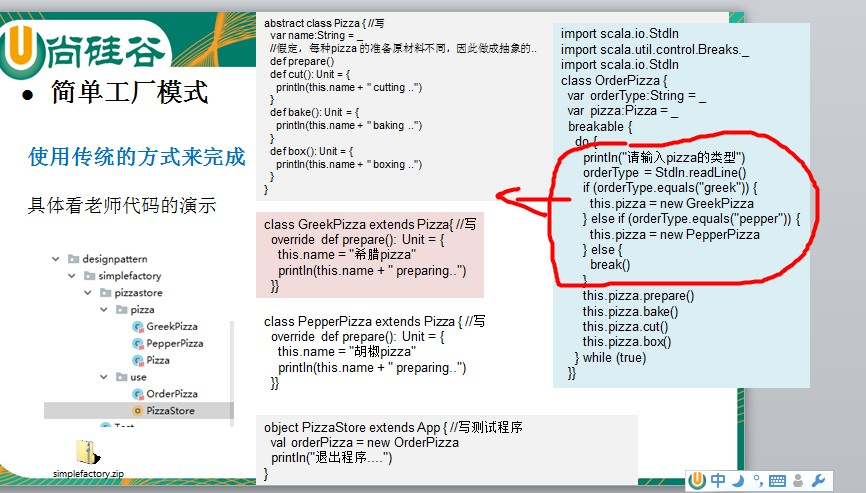 尚硅谷
● 简单工厂模式
使用传统的方式来完成
具体看老师代码的演示
designpattern
simplefactory
pizzastore
pizza
GreekPizza
PepperPizza
Pizza
use
OrderPizza
PizzaStore
simplefactory.zip
abstract class Pizza { //写
var name:String = _
//假定，每种pizza 的准备原材料不同，因此做成抽象的..
def prepare()
def cut(): Unit = {
println(this.name + " cutting ..")
}
def bake(): Unit = {
println(this.name + " baking ..")
}
def box(): Unit = {
println(this.name + " boxing ..")
}
}
class GreekPizza extends Pizza{ //写
override def prepare(): Unit = {
this.name = "希腊pizza"
println(this.name + " preparing..")
}}
class PepperPizza extends Pizza { //写
override def prepare(): Unit = {
this.name = "胡椒pizza"
println(this.name + " preparing..")
}}
object PizzaStore extends App { //写测试程序
val orderPizza = new OrderPizza
println("退出程序....")
}
import scala.io.StdIn
import scala.util.control.Breaks._
import scala.io.StdIn
class OrderPizza {
var orderType:String = _
var pizza:Pizza = _
breakable {
do {
println("请输入pizza的类型")
orderType = StdIn.readLine()
if (orderType.equals("greek")) {
this.pizza = new GreekPizza
} else if (orderType.equals("pepper")) {
this.pizza = new PepperPizza
} else {
break()
}
this.pizza.prepare()
this.pizza.bake()
this.pizza.cut()
this.pizza.box()
} while (true)
}}
中